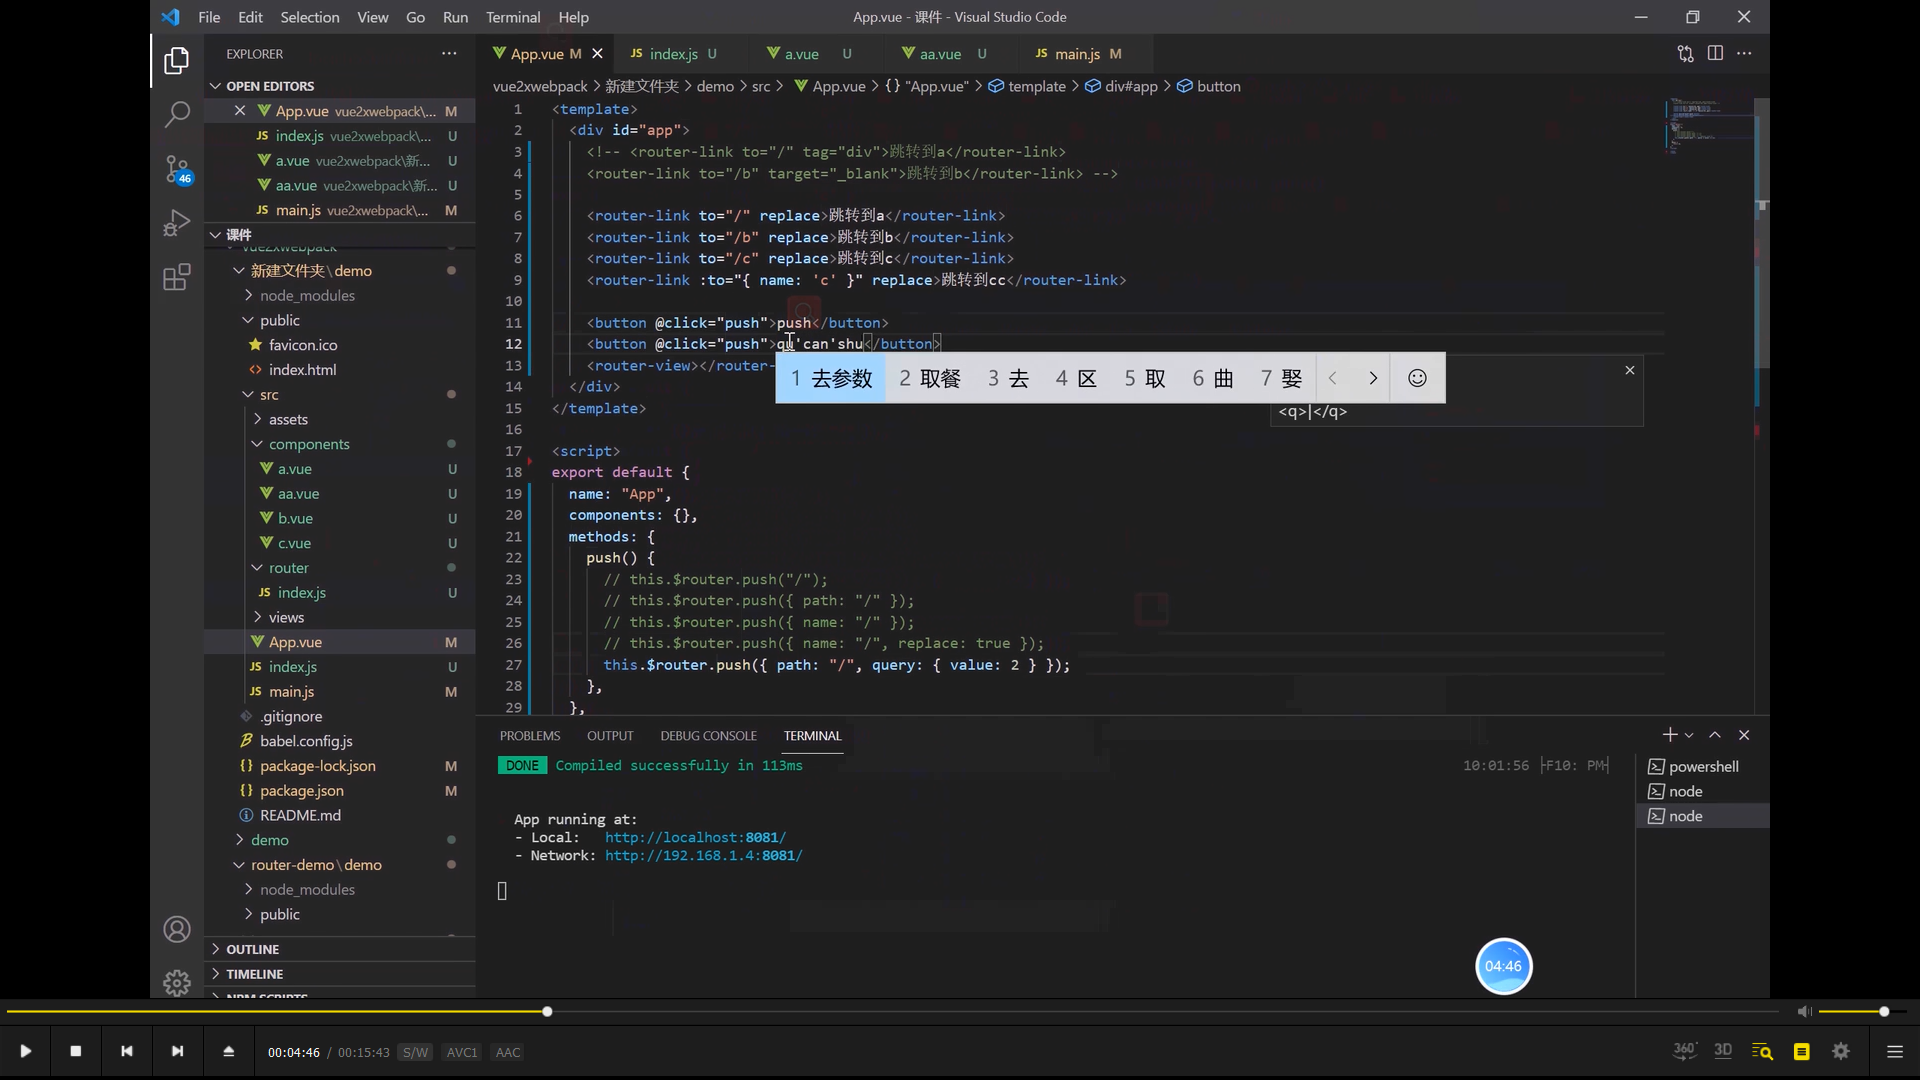 File Edit Selection View Go Run Terminal Help App.vue - 课件 - Visual Studio Code
EXPLORER
App.vue M index.js U a.vue U aa.vue U main.js M
OPEN EDITORS
vue2xwebpack > 新建文件夹 > demo > src > App.vue > {} "App.vue" > template > div#app > button
App.vue vue2xwebpack\... M
index.js vue2xwebpack\... U
a.vue vue2xwebpack\新... U
aa.vue vue2xwebpack\新... U
main.js vue2xwebpack\... M
课件
vue2xwebpack
新建文件夹\demo
node_modules
public
favicon.ico
index.html
src
assets
components
a.vue U
aa.vue U
b.vue U
c.vue U
router
index.js U
views
App.vue M
index.js U
main.js M
.gitignore
babel.config.js
package-lock.json M
package.json M
README.md
demo
router-demo\demo
node_modules
public
OUTLINE
TIMELINE
NPM SCRIPTS
46
1 <template>
2 <div id="app">
3 <!-- <router-link to="/" tag="div">跳转到a</router-link>
4 <router-link to="/b" target="_blank">跳转到b</router-link> -->
5
6 <router-link to="/" replace>跳转到a</router-link>
7 <router-link to="/b" replace>跳转到b</router-link>
8 <router-link to="/c" replace>跳转到c</router-link>
9 <router-link :to="{ name: 'c' }" replace>跳转到cc</router-link>
10
11 <button @click="push">push</button>
12 <button @click="push">qu'can'shu</button>
13 <router-view></router-
1 去参数 2 取餐 3 去 4 区 5 取 6 曲 7 娶
<q>|</q>
14 </div>
15 </template>
16
17 <script>
18 export default {
19 name: "App",
20 components: {},
21 methods: {
22 push() {
23 // this.$router.push("/");
24 // this.$router.push({ path: "/" });
25 // this.$router.push({ name: "/" });
26 // this.$router.push({ name: "/", replace: true });
27 this.$router.push({ path: "/", query: { value: 2 } });
28 },
29 },
PROBLEMS OUTPUT DEBUG CONSOLE TERMINAL
DONE Compiled successfully in 113ms 10:01:56 ├F10: PM┤
App running at:
- Local: http://localhost:8081/
- Network: http://192.168.1.4:8081/
powershell
node
node
04:46
00:04:46 / 00:15:43 S/W AVC1 AAC
360° 3D